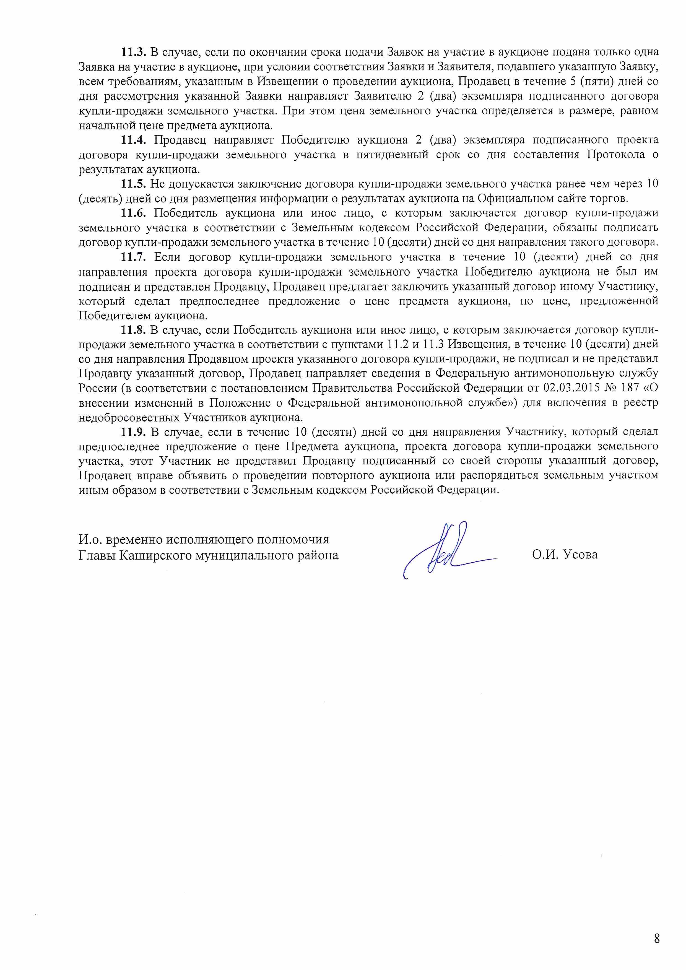 11.3. В случае, если по окончании срока подачи Заявок на участие в аукционе подана только одна
Заявка на участие в аукционе, при условии соответствия Заявки и Заявителя, подавшего указанную Заявку,
всем требованиям, указанным в Извещении о проведении аукциона, Продавец в течение 5 (пяти) дней со
дня рассмотрения указанной Заявки направляет Заявителю 2 (два) экземпляра подписанного договора
купли-продажи земельного участка. При этом цена земельного участка определяется в размере, равном
начальной цене предмета аукциона.
11.4. Продавец направляет Победителю аукциона 2 (два) экземпляра подписанного проекта
договора купли-продажи земельного участка в пятидневный срок со дня составления Протокола о
результатах аукциона.
11.5. Не допускается заключение договора купли-продажи земельного участка ранее чем через 10
(десять) дней со дня размещения информации о результатах аукциона на Официальном сайте торгов.
11.6. Победитель аукциона или иное лицо, с которым заключается договор купли-продажи
земельного участка в соответствии с Земельным кодексом Российской Федерации, обязаны подписать
договор купли-продажи земельного участка в течение 10 (десяти) дней со дня направления такого договора.
11.7. Если договор купли-продажи земельного участка в течение 10 (десяти) дней со дня
направления проекта договора купли-продажи земельного участка Победителю аукциона не был им
подписан и представлен Продавцу, Продавец предлагает заключить указанный договор иному Участнику,
который сделал предпоследнее предложение о цене предмета аукциона, по цене, предложенной
Победителем аукциона.
11.8. В случае, если Победитель аукциона или иное лицо, с которым заключается договор купли-
продажи земельного участка в соответствии с пунктами 11.2 и 11.3 Извещения, в течение 10 (десяти) дней
со дня направления Продавцом проекта указанного договора купли-продажи, не подписал и не представил
Продавцу указанный договор, Продавец направляет сведения в Федеральную антимонопольную службу
России (в соответствии с постановлением Правительства Российской Федерации от 02.03.2015 № 187 «О
внесении изменений в Положение о Федеральной антимонопольной службе») для включения в реестр
недобросовестных Участников аукциона.
11.9. В случае, если в течение 10 (десяти) дней со дня направления Участнику, который сделал
предпоследнее предложение о цене Предмета аукциона, проекта договора купли-продажи земельного
участка, этот Участник не представил Продавцу подписанный со своей стороны указанный договор,
Продавец вправе объявить о проведении повторного аукциона или распорядиться земельным участком
иным образом в соответствии с Земельным кодексом Российской Федерации.
И.о. временно исполняющего полномочия
Главы Каширского муниципального района О.И. Усова
8